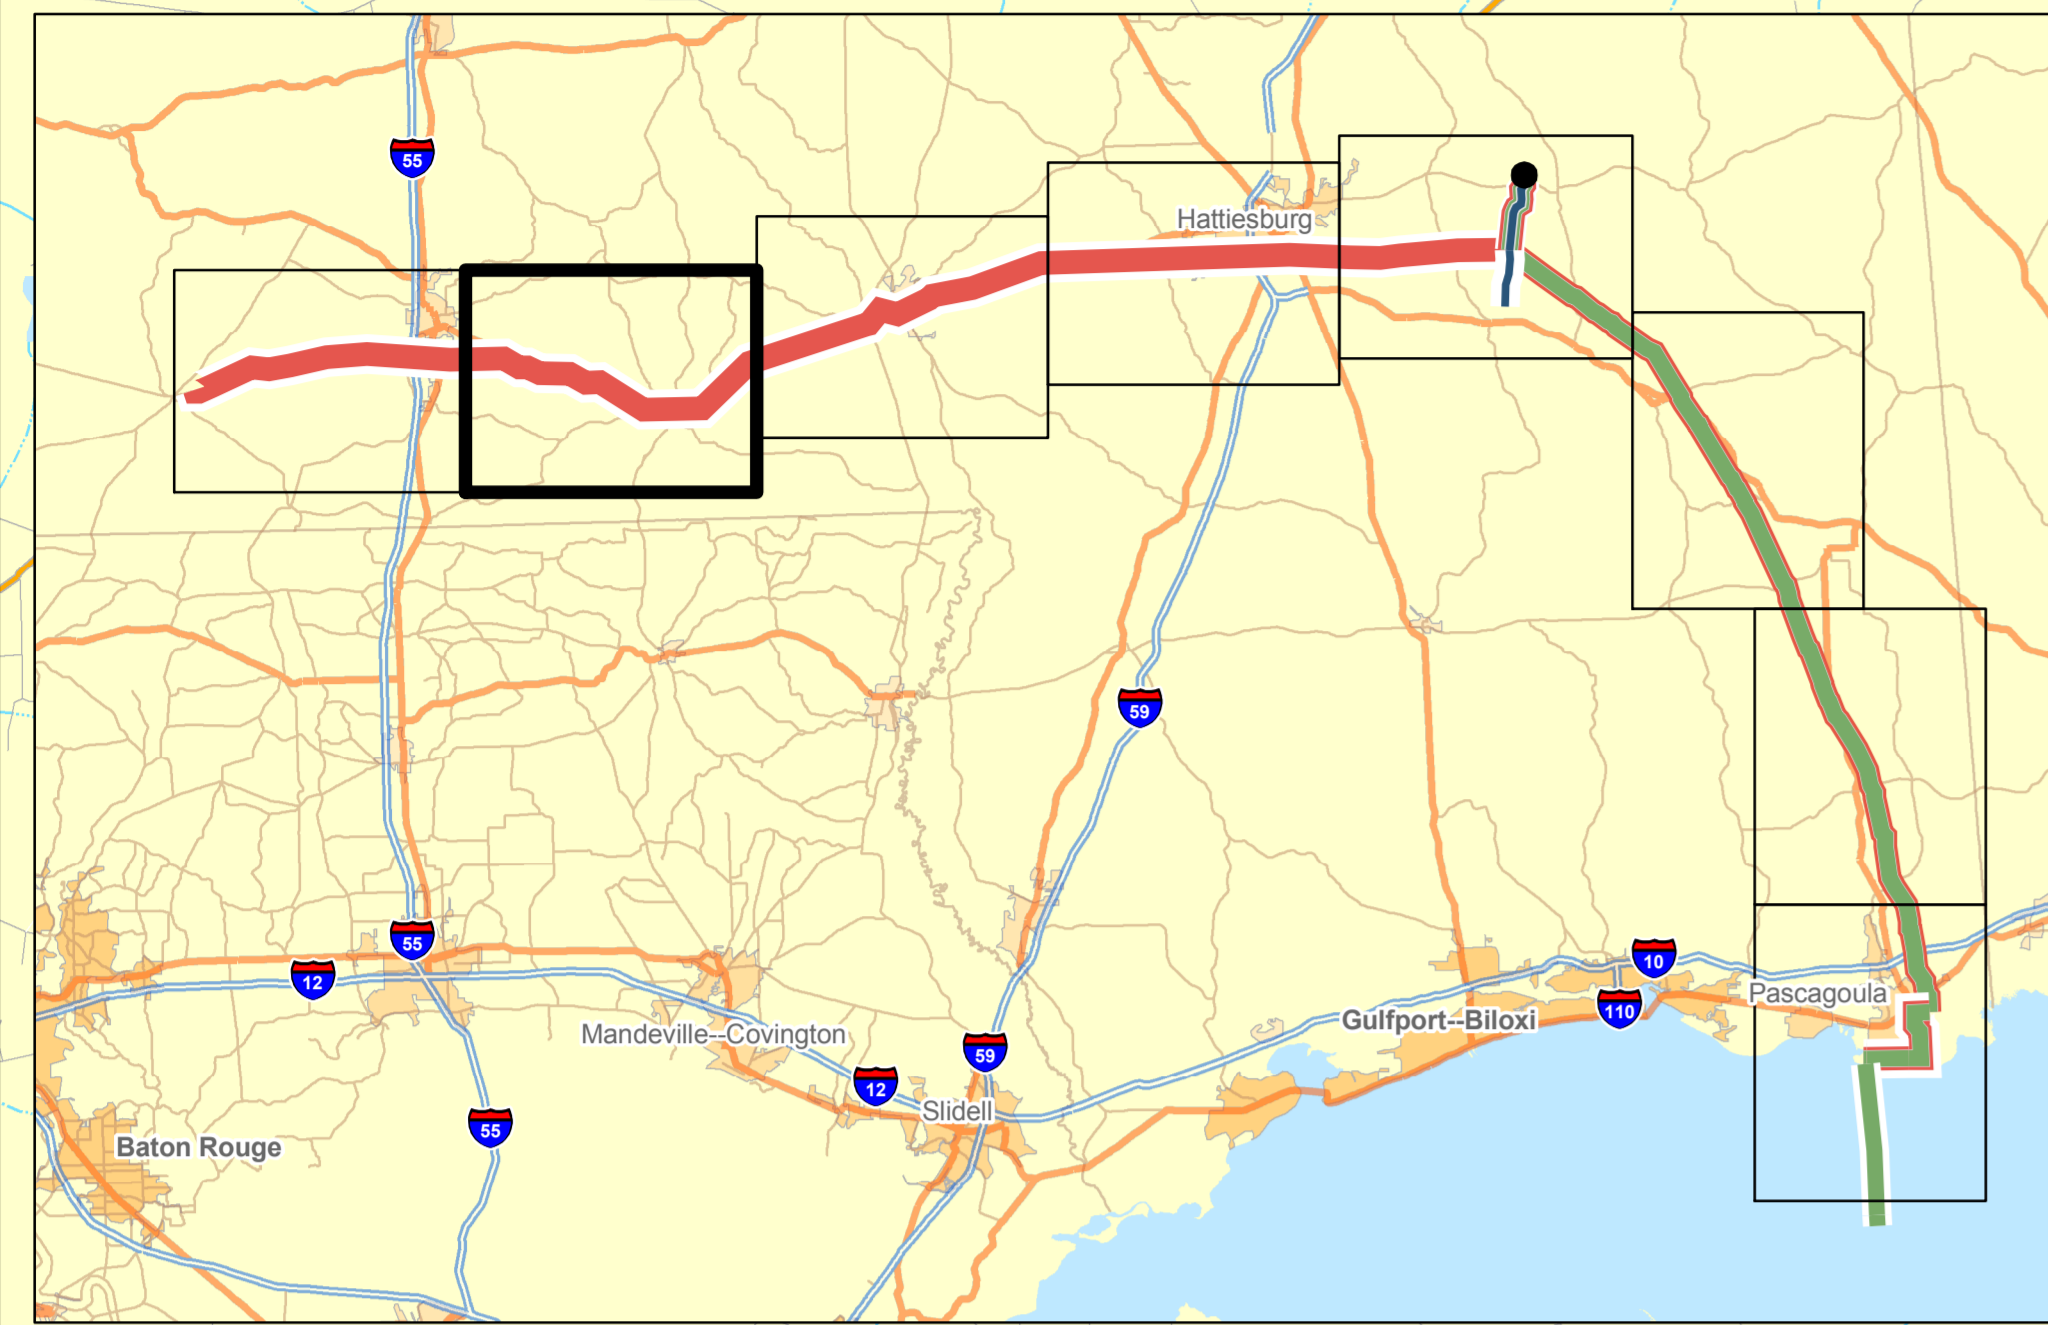 55
Hattiesburg
59
55
10
12
Pascagoula
110
Gulfport--Biloxi
Mandeville--Covington
59
12
Slidell
55
Baton Rouge